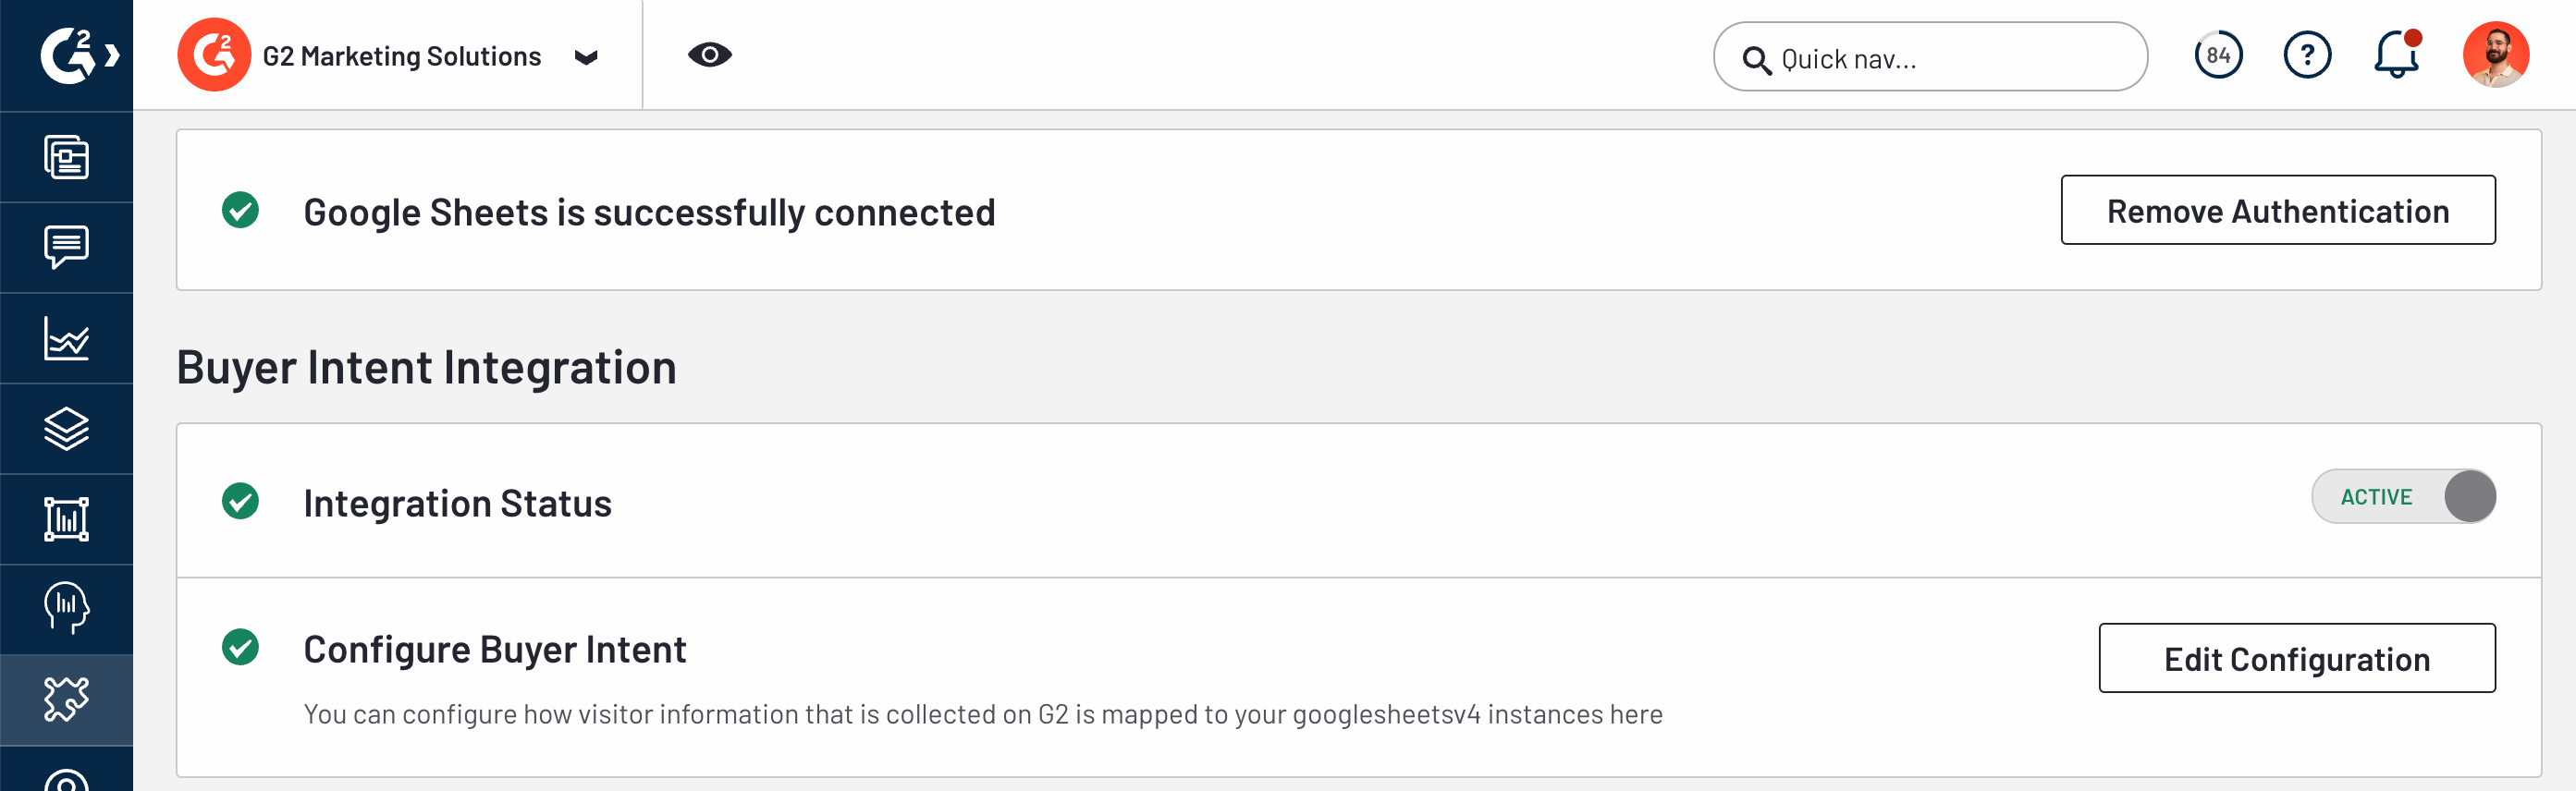 G2 Marketing Solutions
Quick nav...
84
?
Google Sheets is successfully connected
Remove Authentication
Buyer Intent Integration
Integration Status
ACTIVE
Configure Buyer Intent
Edit Configuration
You can configure how visitor information that is collected on G2 is mapped to your googlesheetsv4 instances here